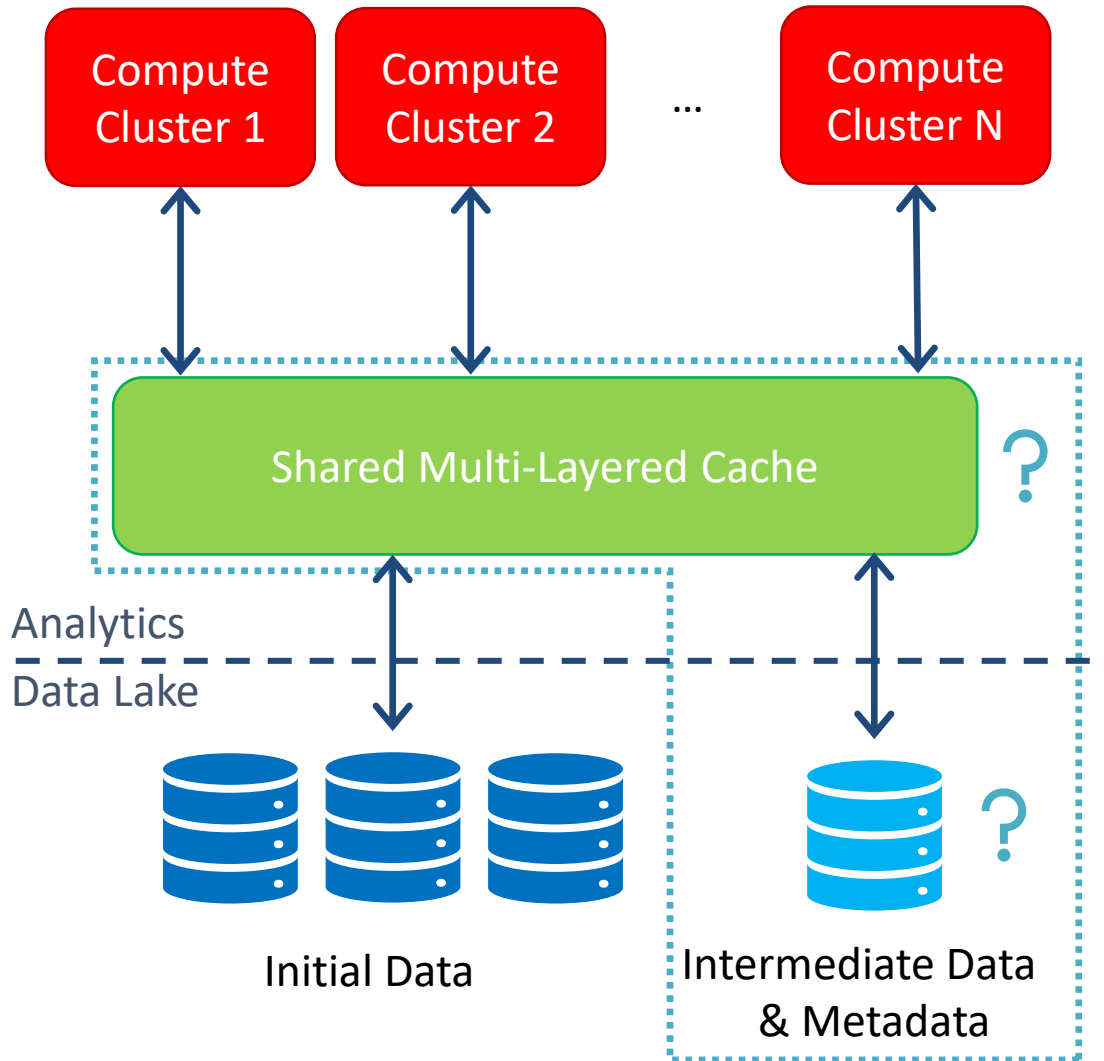 Compute
Cluster 1
Compute
Cluster 2
...
Compute
Cluster N
Shared Multi-Layered Cache
?
Analytics
Data Lake
?
Initial Data
Intermediate Data
& Metadata